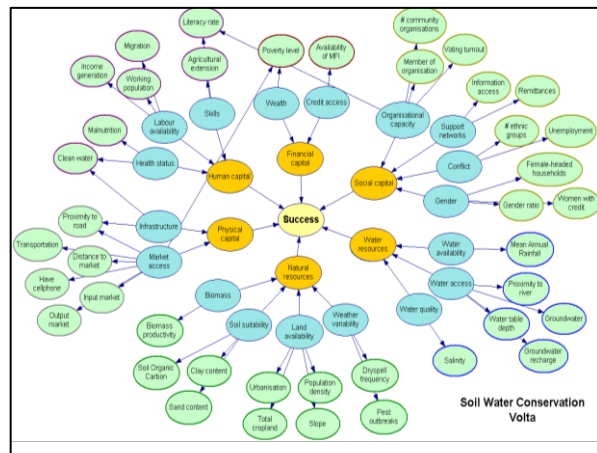 Literacy rate
Poverty level
Availability
of MFI
# community
organisations
Voting turnout
Migration
Income
generation
Working
population
Agricultural
extension
Member of
organisation
Information
access
Remittances
Labour
availability
Skills
Wealth
Credit access
Organisational
capacity
Support
networks
Malnutrition
# ethnic
groups
Unemployment
Clean water
Health status
Human capital
Financial
capital
Social capital
Conflict
Female-headed
households
Gender
Gender ratio
Women with
credit
Proximity to
road
Infrastructure
Physical
capital
Success
Water
resources
Water
availability
Mean Annual
Rainfall
Transportation
Distance to
market
Market
access
Natural
resources
Water access
Proximity to
river
Have
cellphone
Input market
Output
market
Biomass
Weather
variability
Water quality
Water table
depth
Groundwater
Biomass
productivity
Soil suitability
Land
availability
Salinity
Groundwater
recharge
Soil Organic
Carbon
Clay content
Sand content
Urbanisation
Population
density
Dryspell
frequency
Total
cropland
Slope
Pest
outbreaks
Soil Water Conservation
Volta